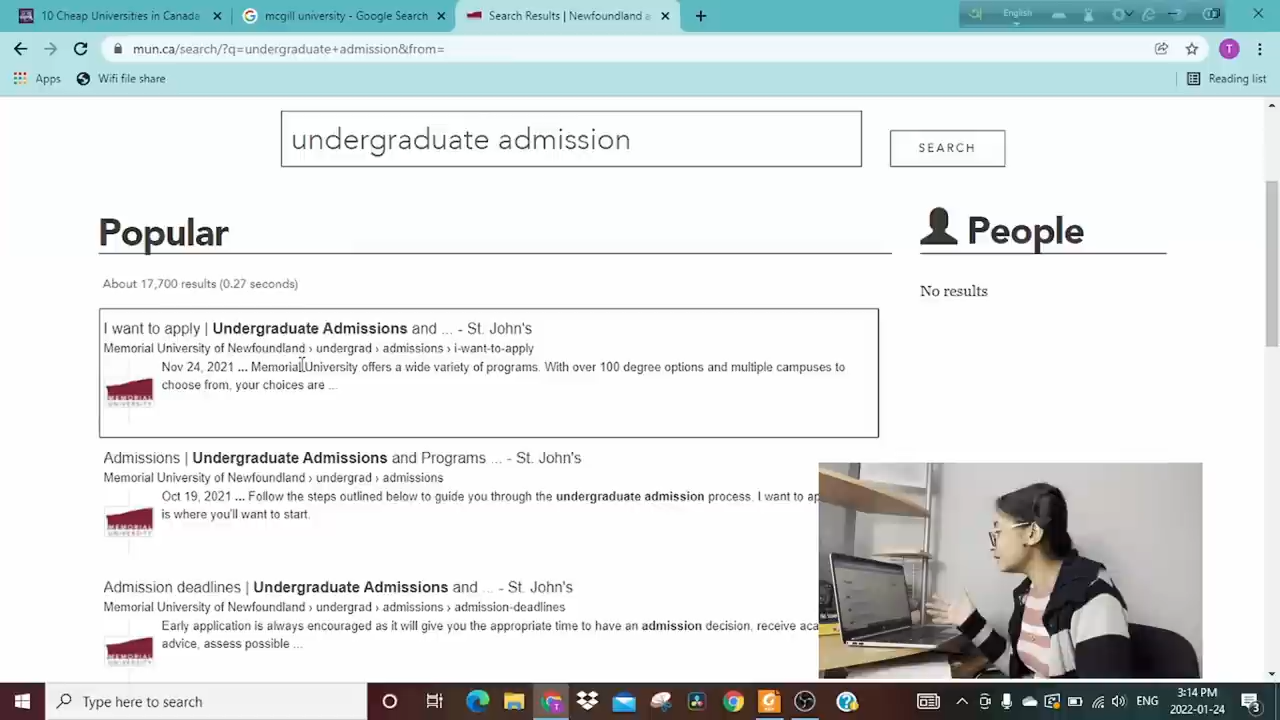 10 Cheap Universities in Canada
mcgill university - Google Search
Search Results | Newfoundland a
English
mun.ca/search/?q=undergraduate+admission&from=
T
Apps
Wifi file share
Reading list
undergraduate admission
SEARCH
Popular
People
About 17,700 results (0.27 seconds)
No results
I want to apply | Undergraduate Admissions and ... - St. John's
Memorial University of Newfoundland › undergrad › admissions › i-want-to-apply
Nov 24, 2021 ... Memorial University offers a wide variety of programs. With over 100 degree options and multiple campuses to
choose from, your choices are ...
MEMORIAL
UNIVERSITY
Admissions | Undergraduate Admissions and Programs ... - St. John's
Memorial University of Newfoundland › undergrad › admissions
Oct 19, 2021 ... Follow the steps outlined below to guide you through the undergraduate admission process. I want to ap
is where you'll want to start.
MEMORIAL
UNIVERSITY
Admission deadlines | Undergraduate Admissions and ... - St. John's
Memorial University of Newfoundland › undergrad › admissions › admission-deadlines
Early application is always encouraged as it will give you the appropriate time to have an admission decision, receive aca
advice, assess possible ...
MEMORIAL
UNIVERSITY
Type here to search
ENG
3:14 PM
2022-01-24
3